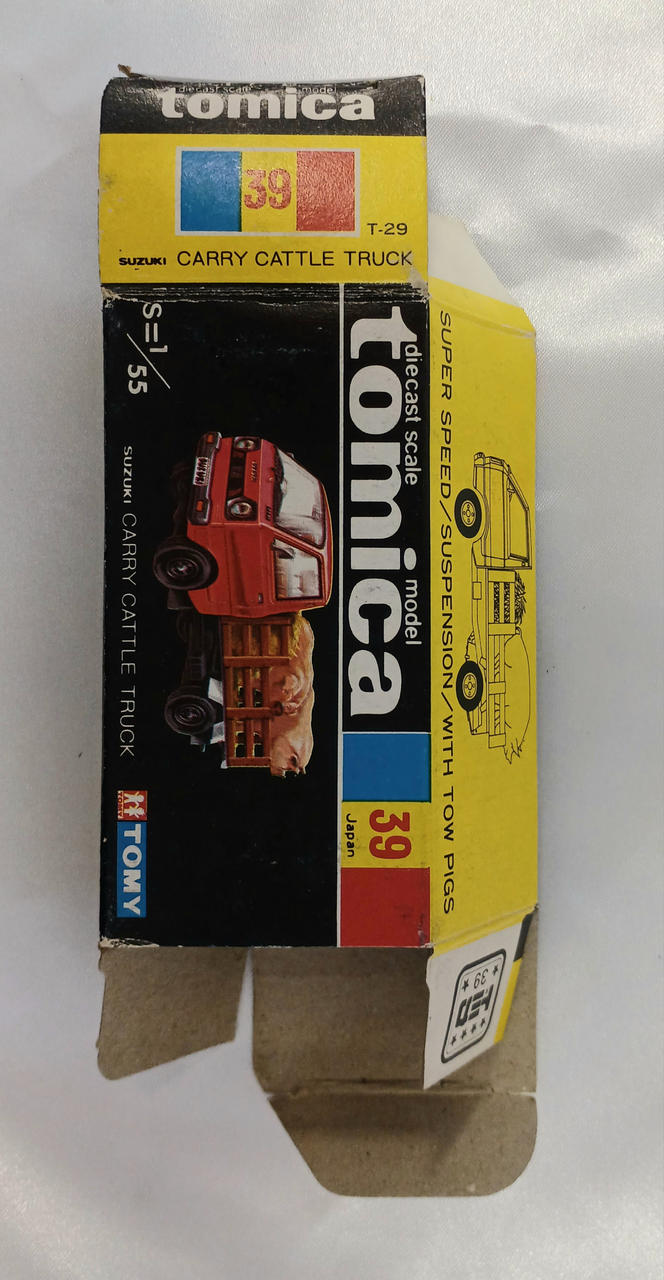 diecast scale model
tomica
39
T-29
SUZUKI CARRY CATTLE TRUCK
S=1/55
SUZUKI CARRY CATTLE TRUCK
TOMY
TOMY
diecast scale model
tomica
39
Japan
SUPER SPEED/SUSPENSION/WITH TOW PIGS
39